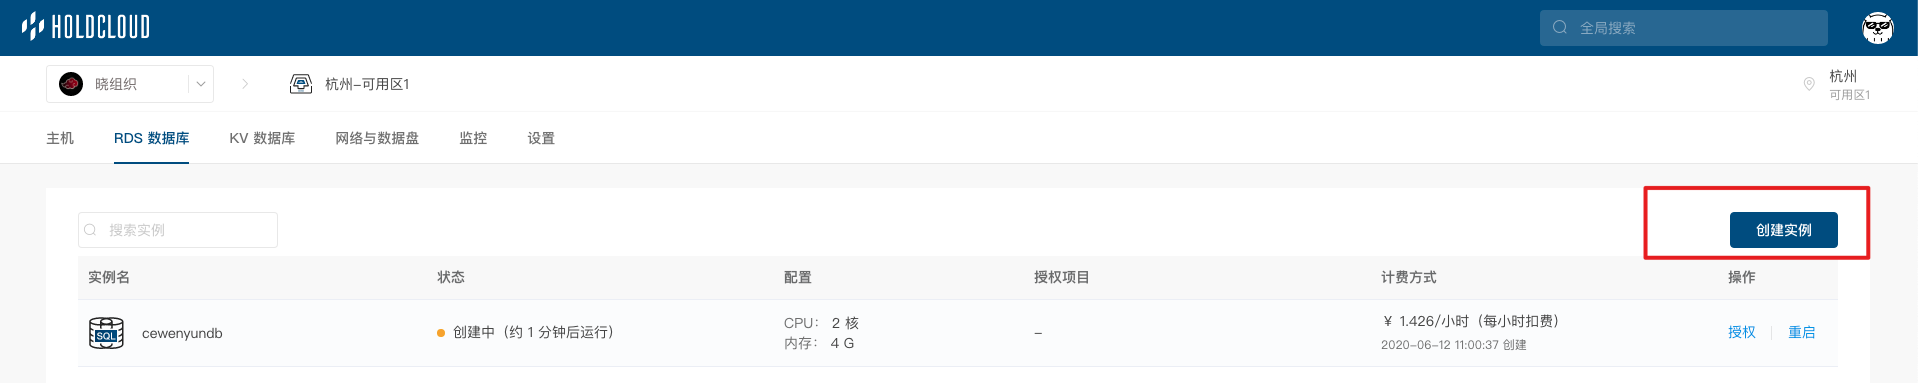 HOLDCLOUD
全局搜索
晓组织
杭州-可用区1
杭州
可用区1
主机
RDS 数据库
KV 数据库
网络与数据盘
监控
设置
搜索实例
创建实例
实例名
状态
配置
授权项目
计费方式
操作
SQL
cewenyundb
创建中（约 1 分钟后运行）
CPU： 2 核
内存： 4 G
-
¥ 1.426/小时（每小时扣费）
2020-06-12 11:00:37 创建
授权
重启